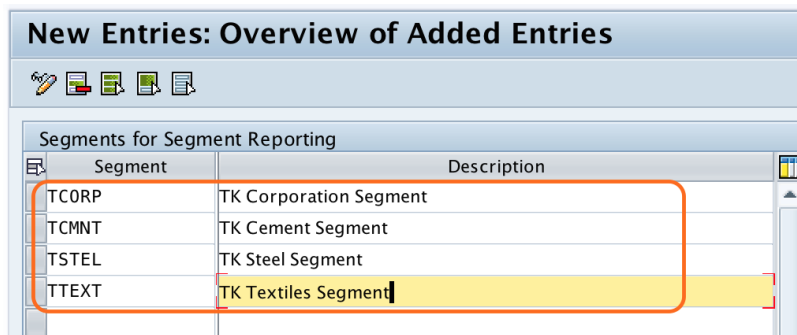 New Entries: Overview of Added Entries
Segments for Segment Reporting
Segment Description
TCORP TK Corporation Segment
TCMNT TK Cement Segment
TSTEL TK Steel Segment
TTEXT TK Textiles Segment